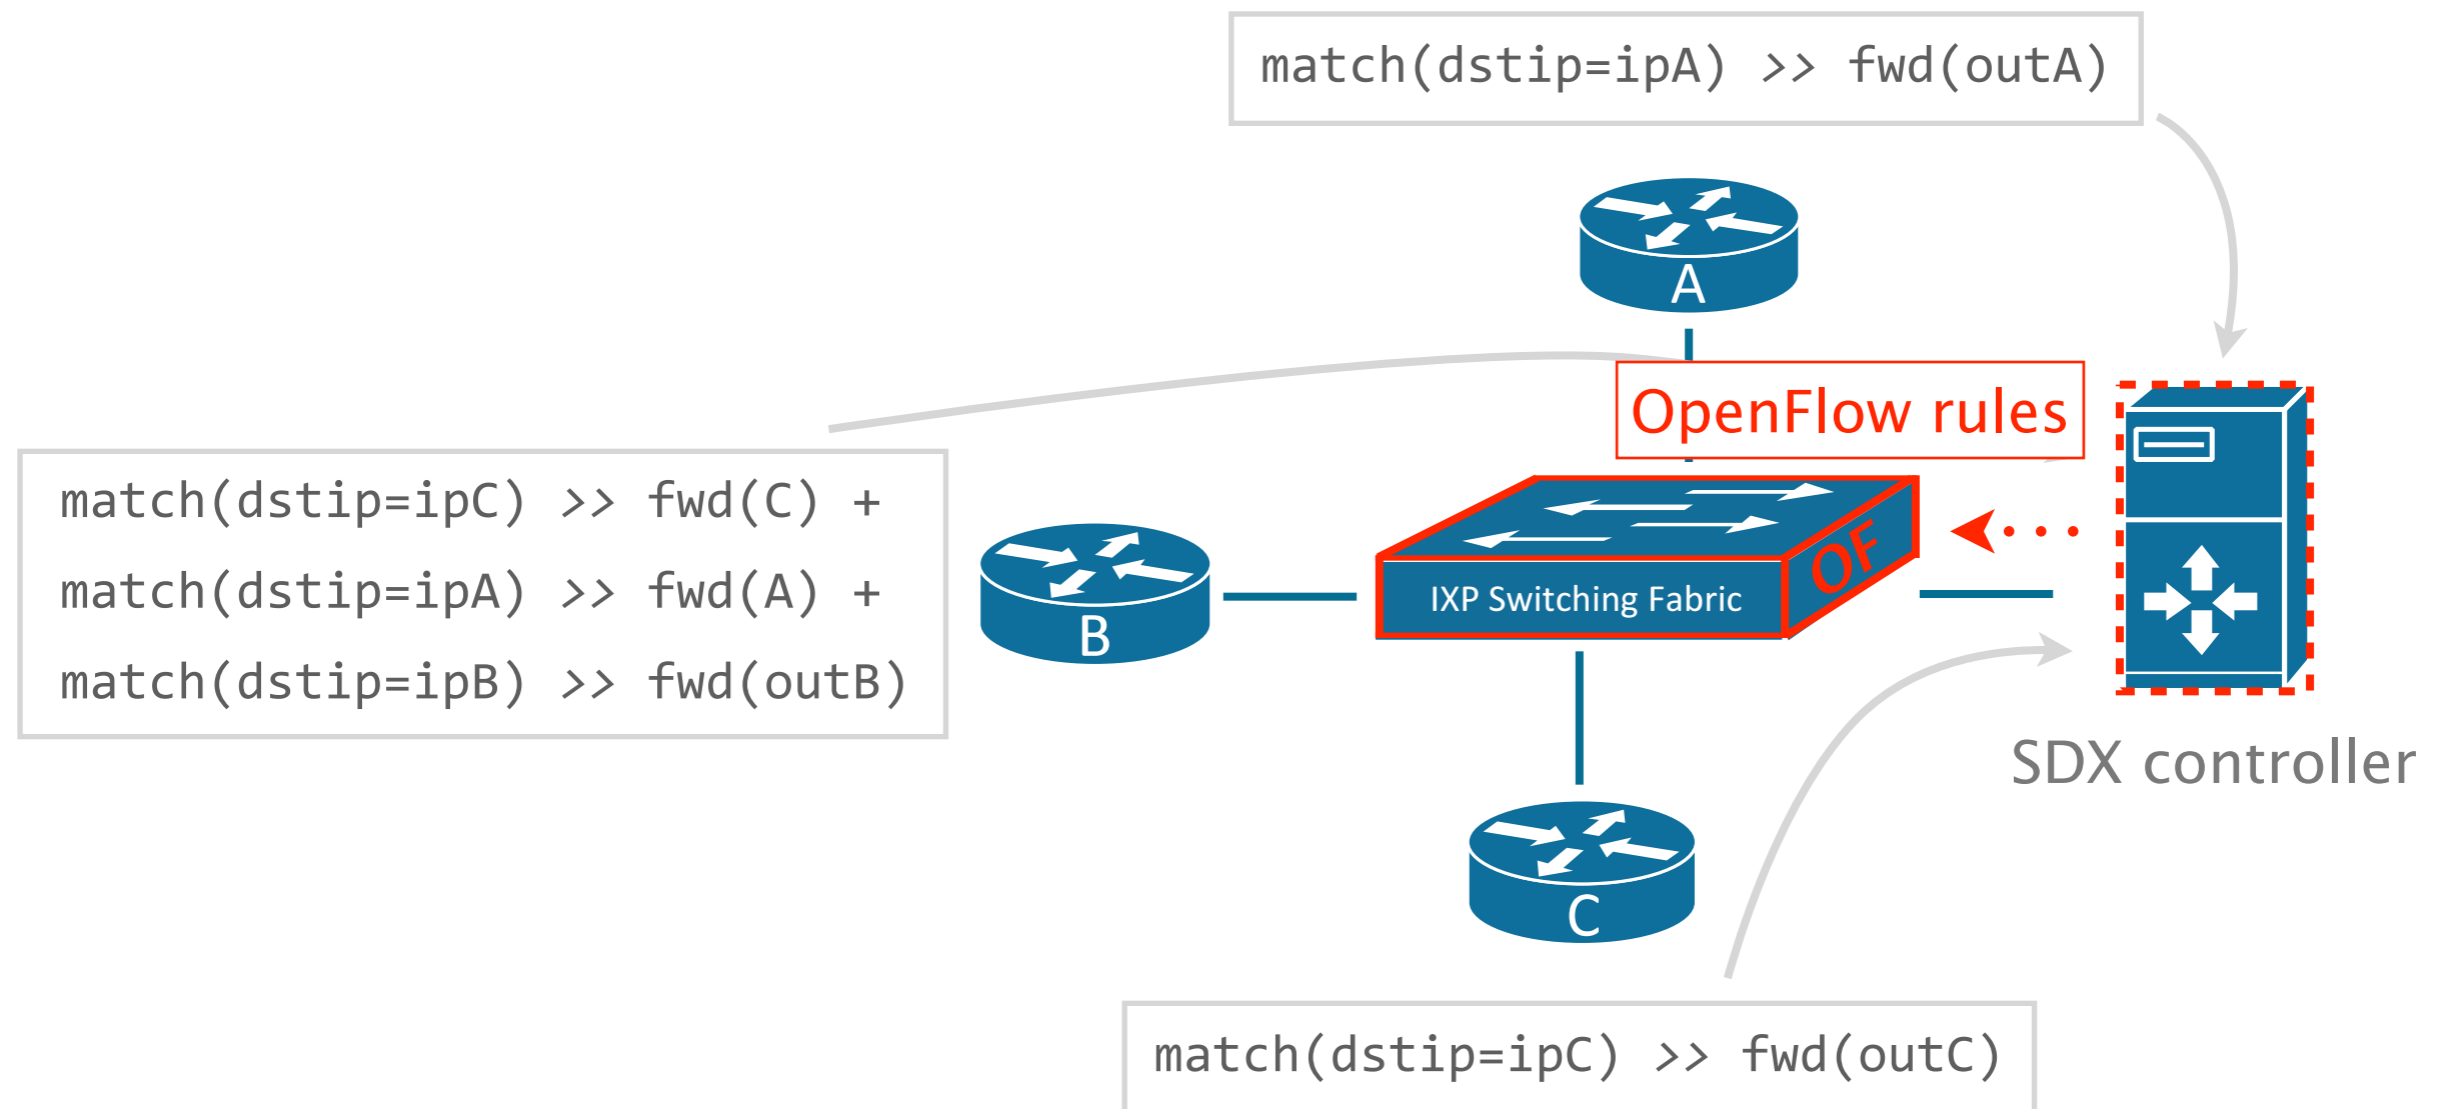 match(dstip=ipA) >> fwd(outA)
A
OpenFlow rules
match(dstip=ipC) >> fwd(C) +
match(dstip=ipA) >> fwd(A) +
match(dstip=ipB) >> fwd(outB)
B
IXP Switching Fabric
OF
SDX controller
C
match(dstip=ipC) >> fwd(outC)